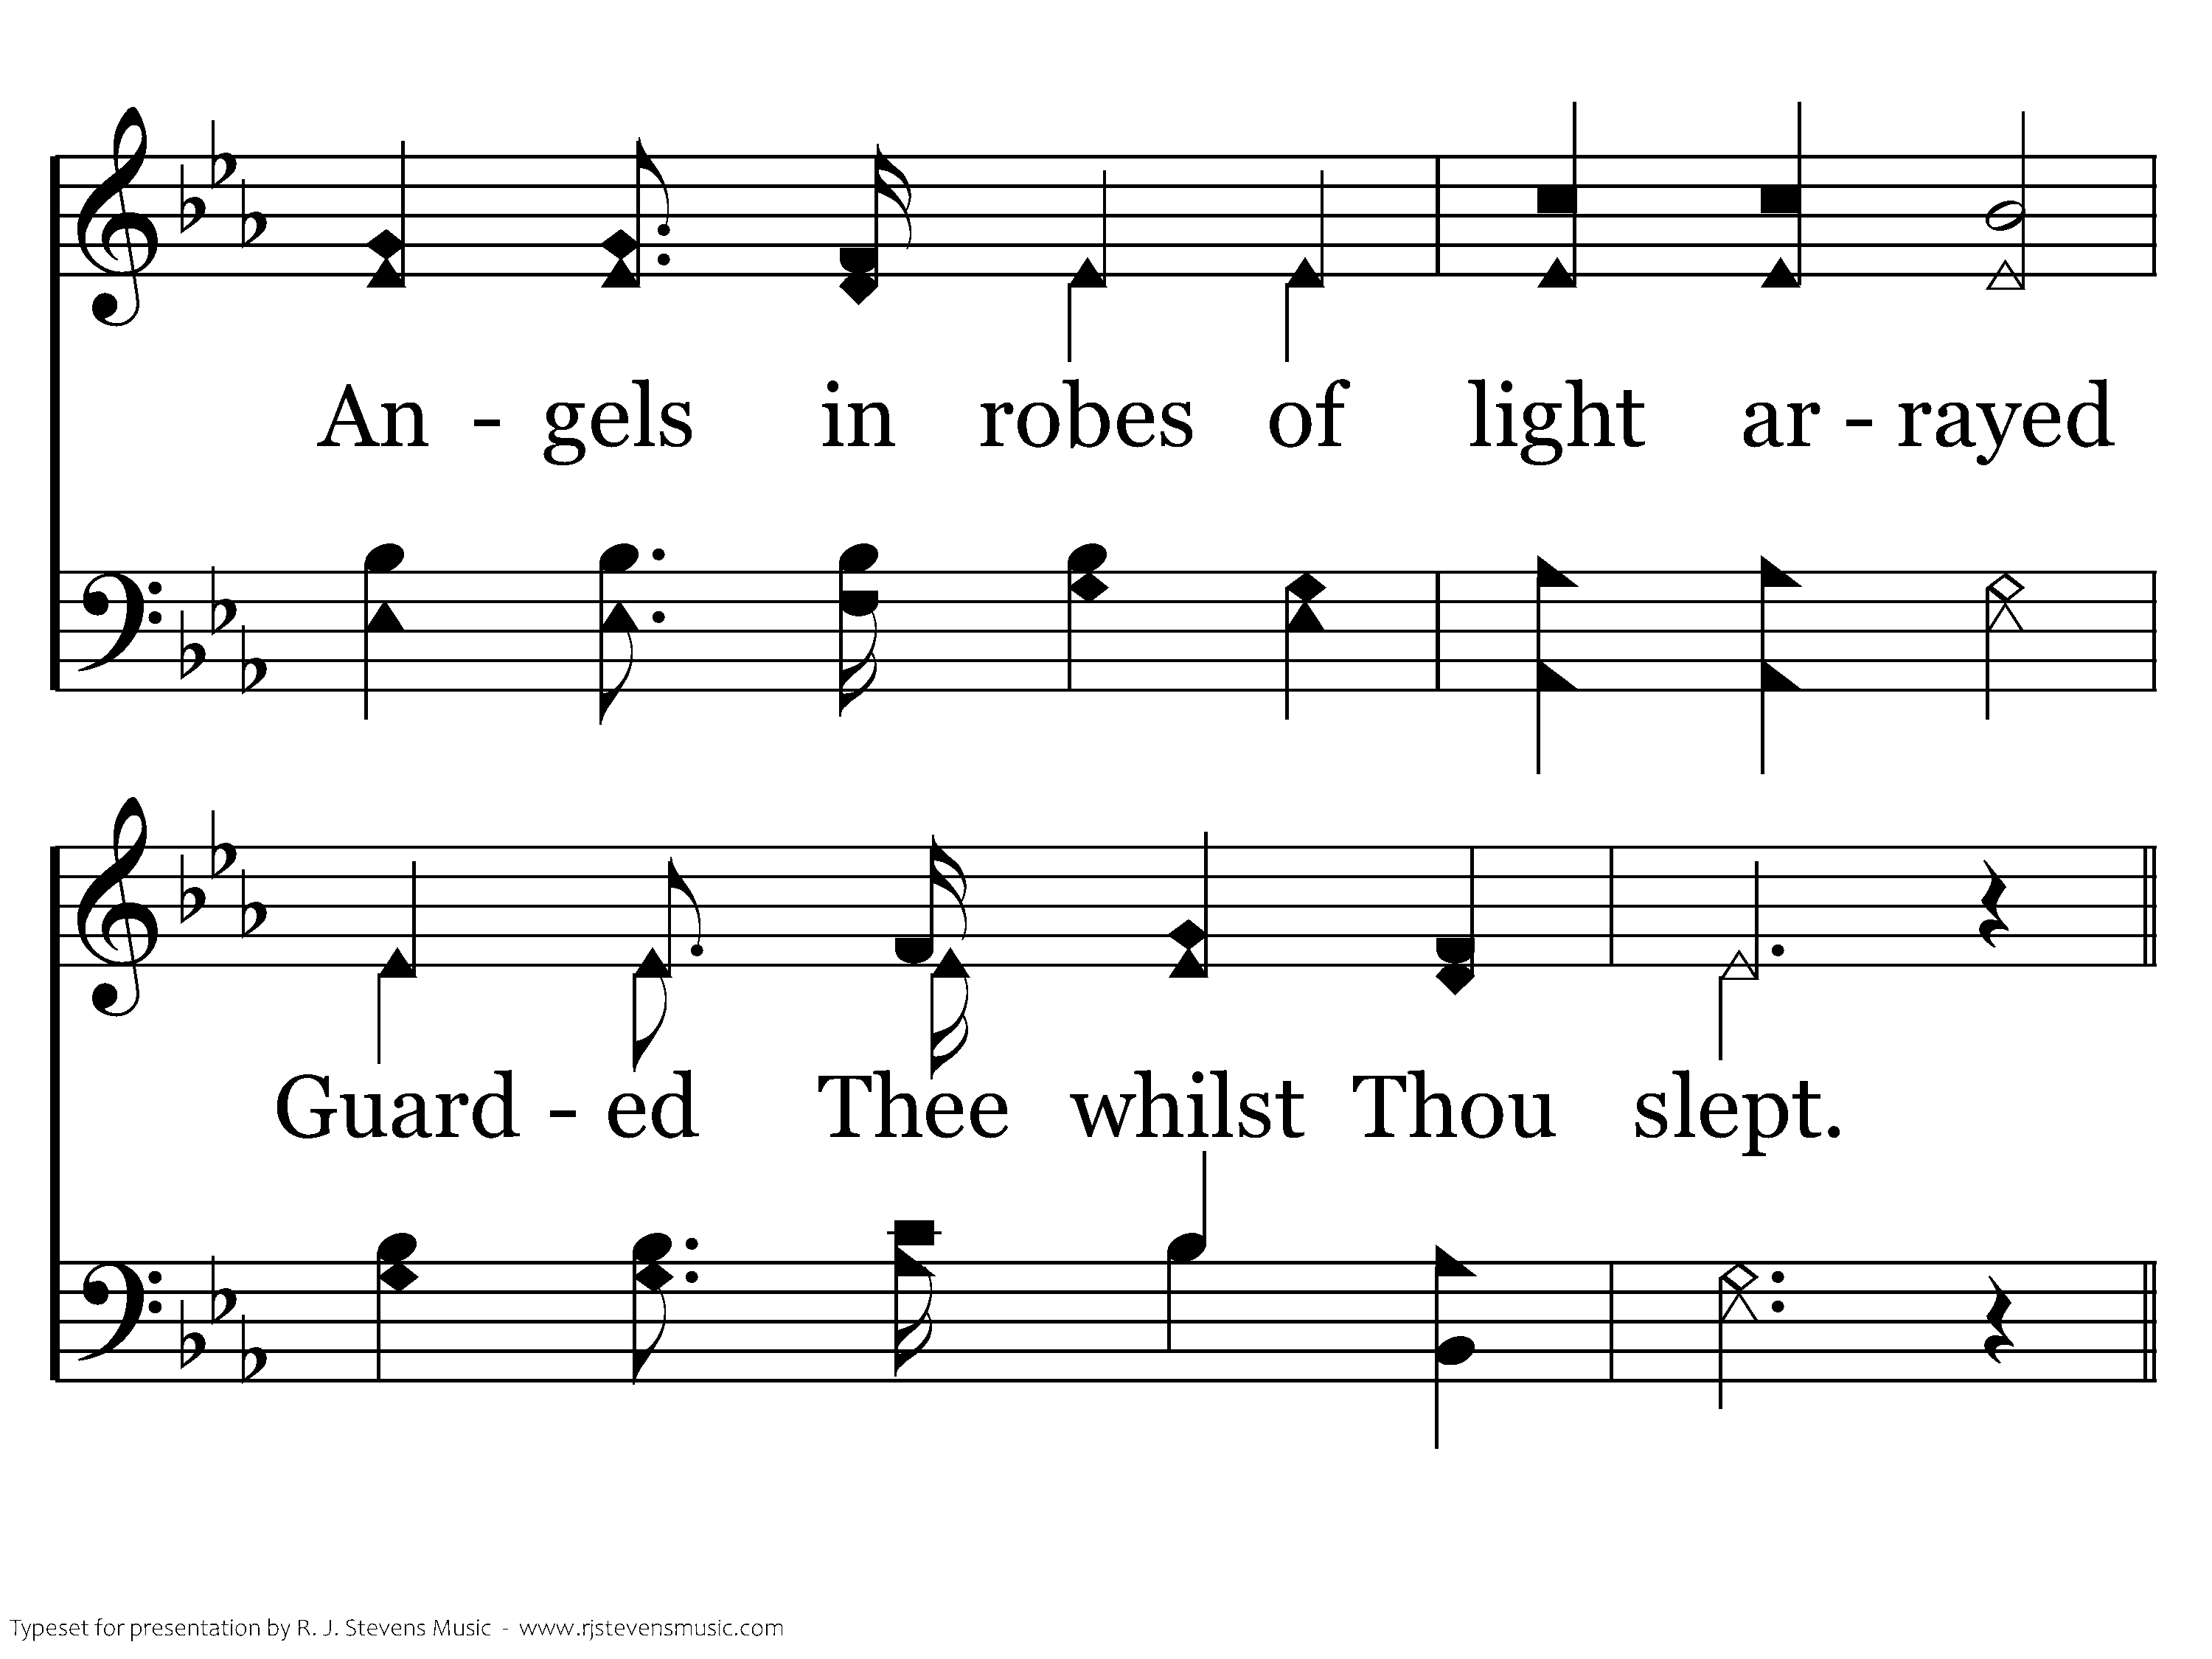 An - gels in robes of light ar - rayed
Guard - ed Thee whilst Thou slept.
Typeset for presentation by R. J. Stevens Music - www.rjstevensmusic.com